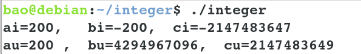 bao@debian:~/integer$ ./integer
ai=200,   bi=-200,  ci=-2147483647
au=200 ,  bu=4294967096,  cu=2147483649